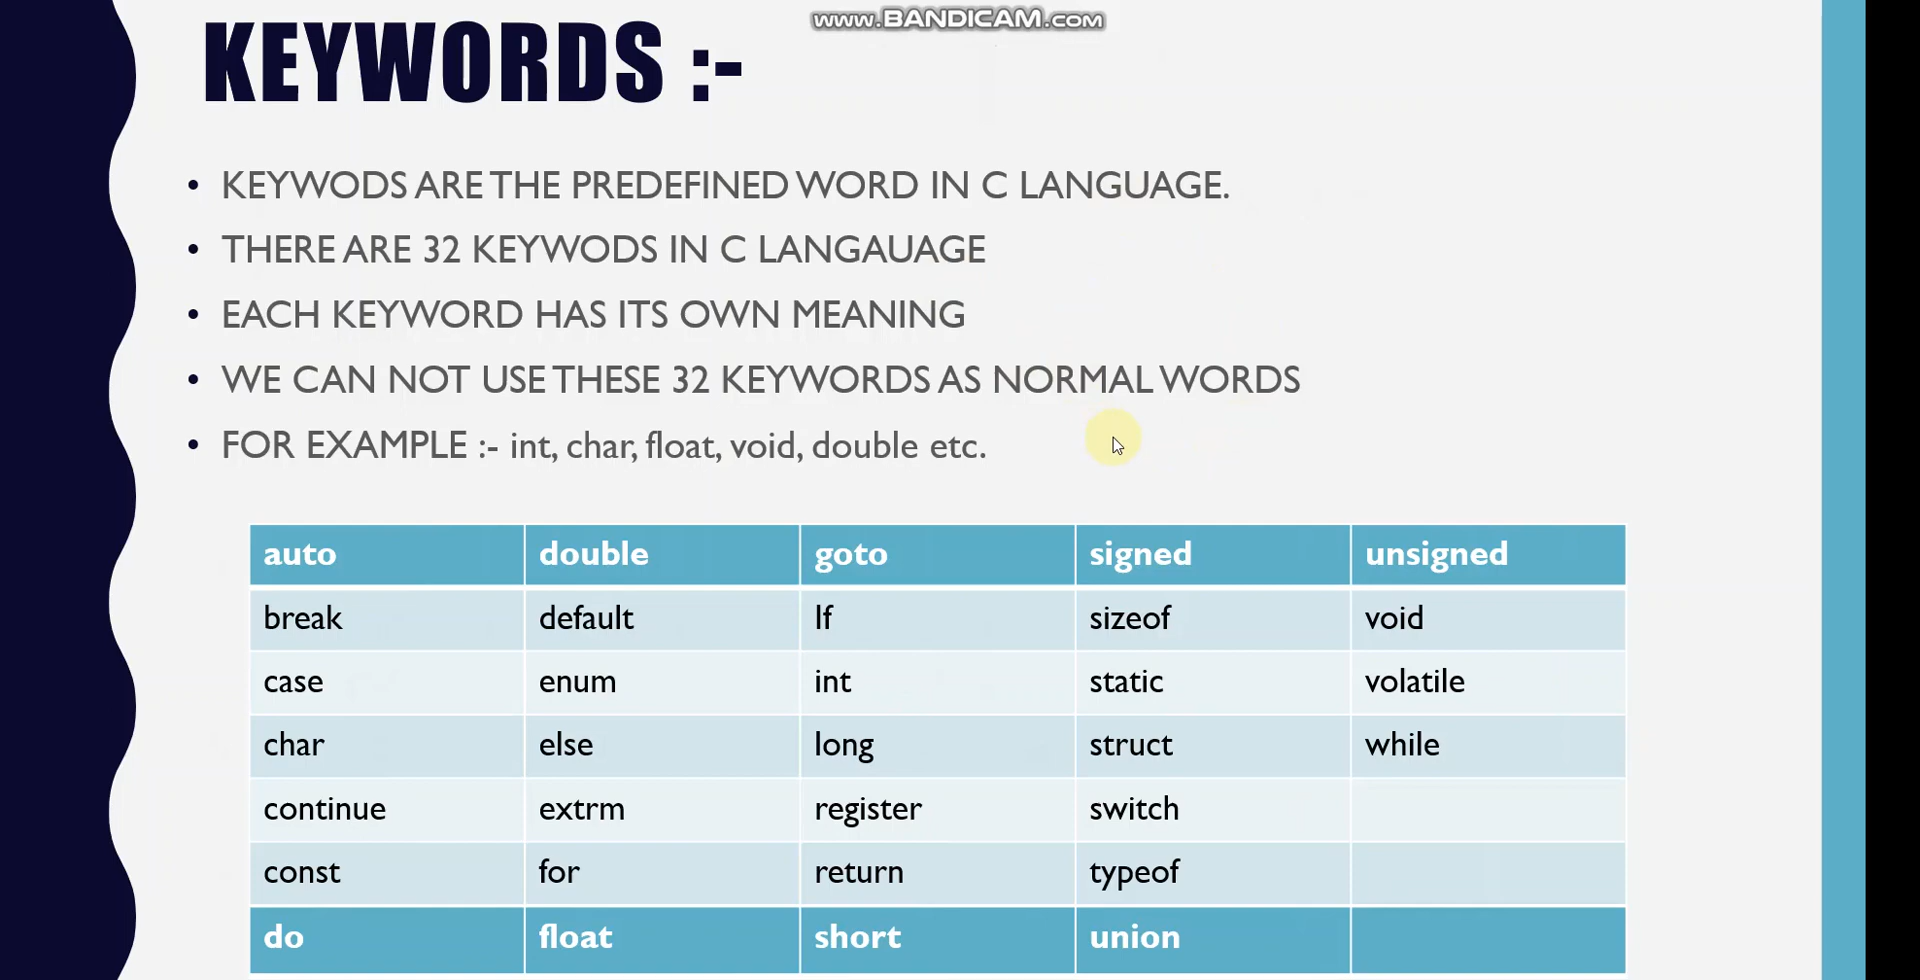 www.BANDICAM.com
KEYWORDS :-
• KEYWODS ARE THE PREDEFINED WORD IN C LANGUAGE.
• THERE ARE 32 KEYWODS IN C LANGAUAGE
• EACH KEYWORD HAS ITS OWN MEANING
• WE CAN NOT USE THESE 32 KEYWORDS AS NORMAL WORDS
• FOR EXAMPLE :- int, char, float, void, double etc.
auto double goto signed unsigned
break default If sizeof void
case enum int static volatile
char else long struct while
continue extrm register switch
const for return typeof
do float short union